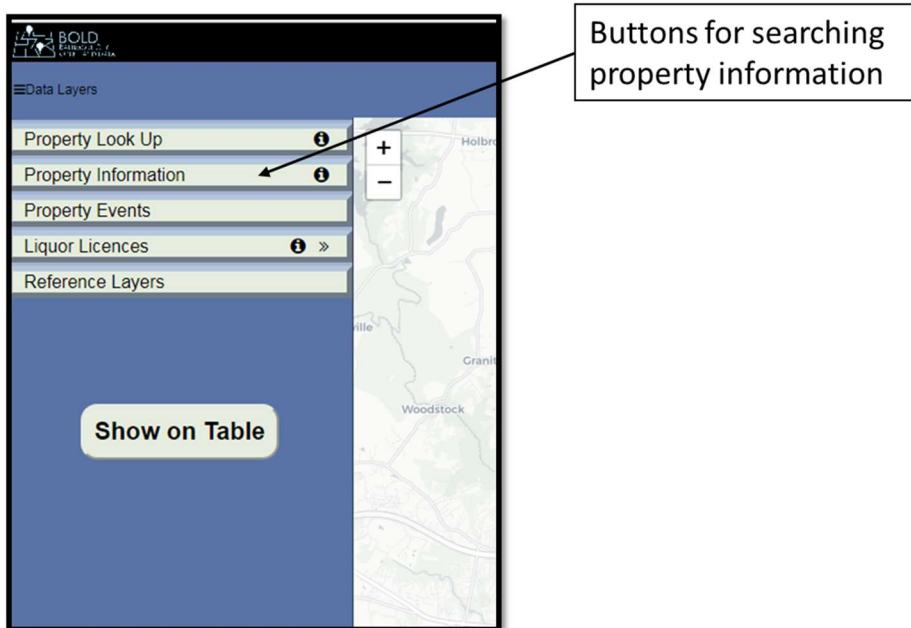 BOLD
Buttons for searching
property information
Data Layers
Property Look Up
Property Information
Property Events
Liquor Licences
Reference Layers
Show on Table
+
−
Holbro
ville
Granit
Woodstock